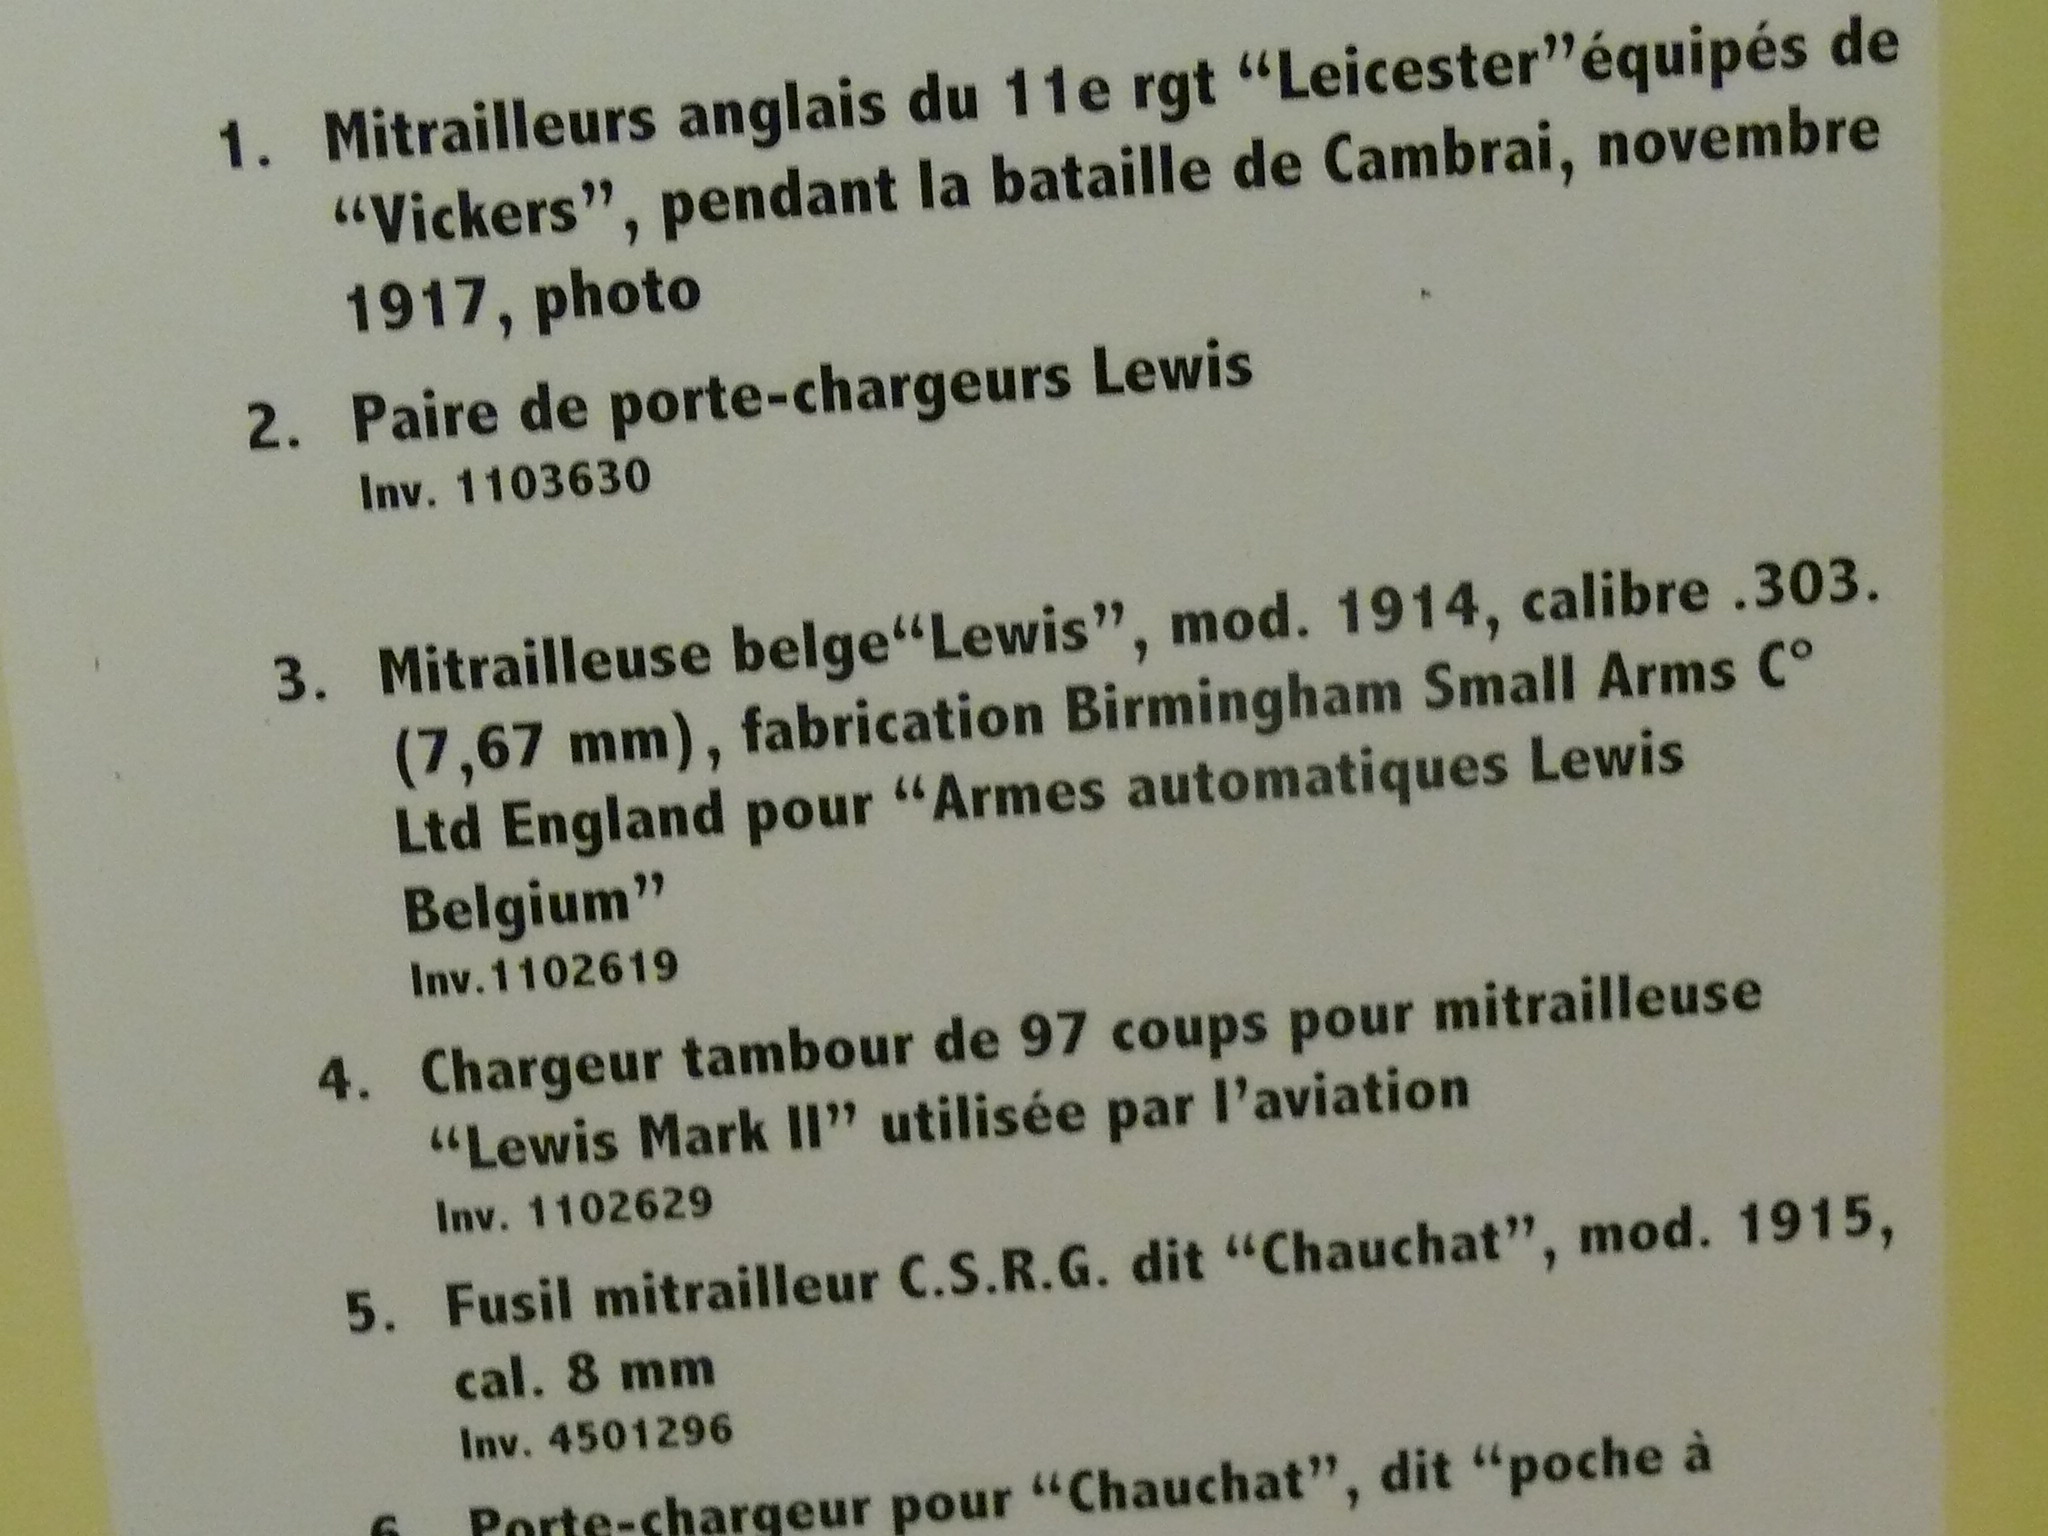 1. Mitrailleurs anglais du 11e rgt “Leicester”équipés de
“Vickers”, pendant la bataille de Cambrai, novembre
1917, photo
2. Paire de porte-chargeurs Lewis
Inv. 1103630
3. Mitrailleuse belge“Lewis”, mod. 1914, calibre .303.
(7,67 mm), fabrication Birmingham Small Arms C°
Ltd England pour “Armes automatiques Lewis
Belgium”
Inv.1102619
4. Chargeur tambour de 97 coups pour mitrailleuse
“Lewis Mark II” utilisée par l’aviation
Inv. 1102629
5. Fusil mitrailleur C.S.R.G. dit “Chauchat”, mod. 1915,
cal. 8 mm
Inv. 4501296
6. Porte-chargeur pour “Chauchat”, dit “poche à